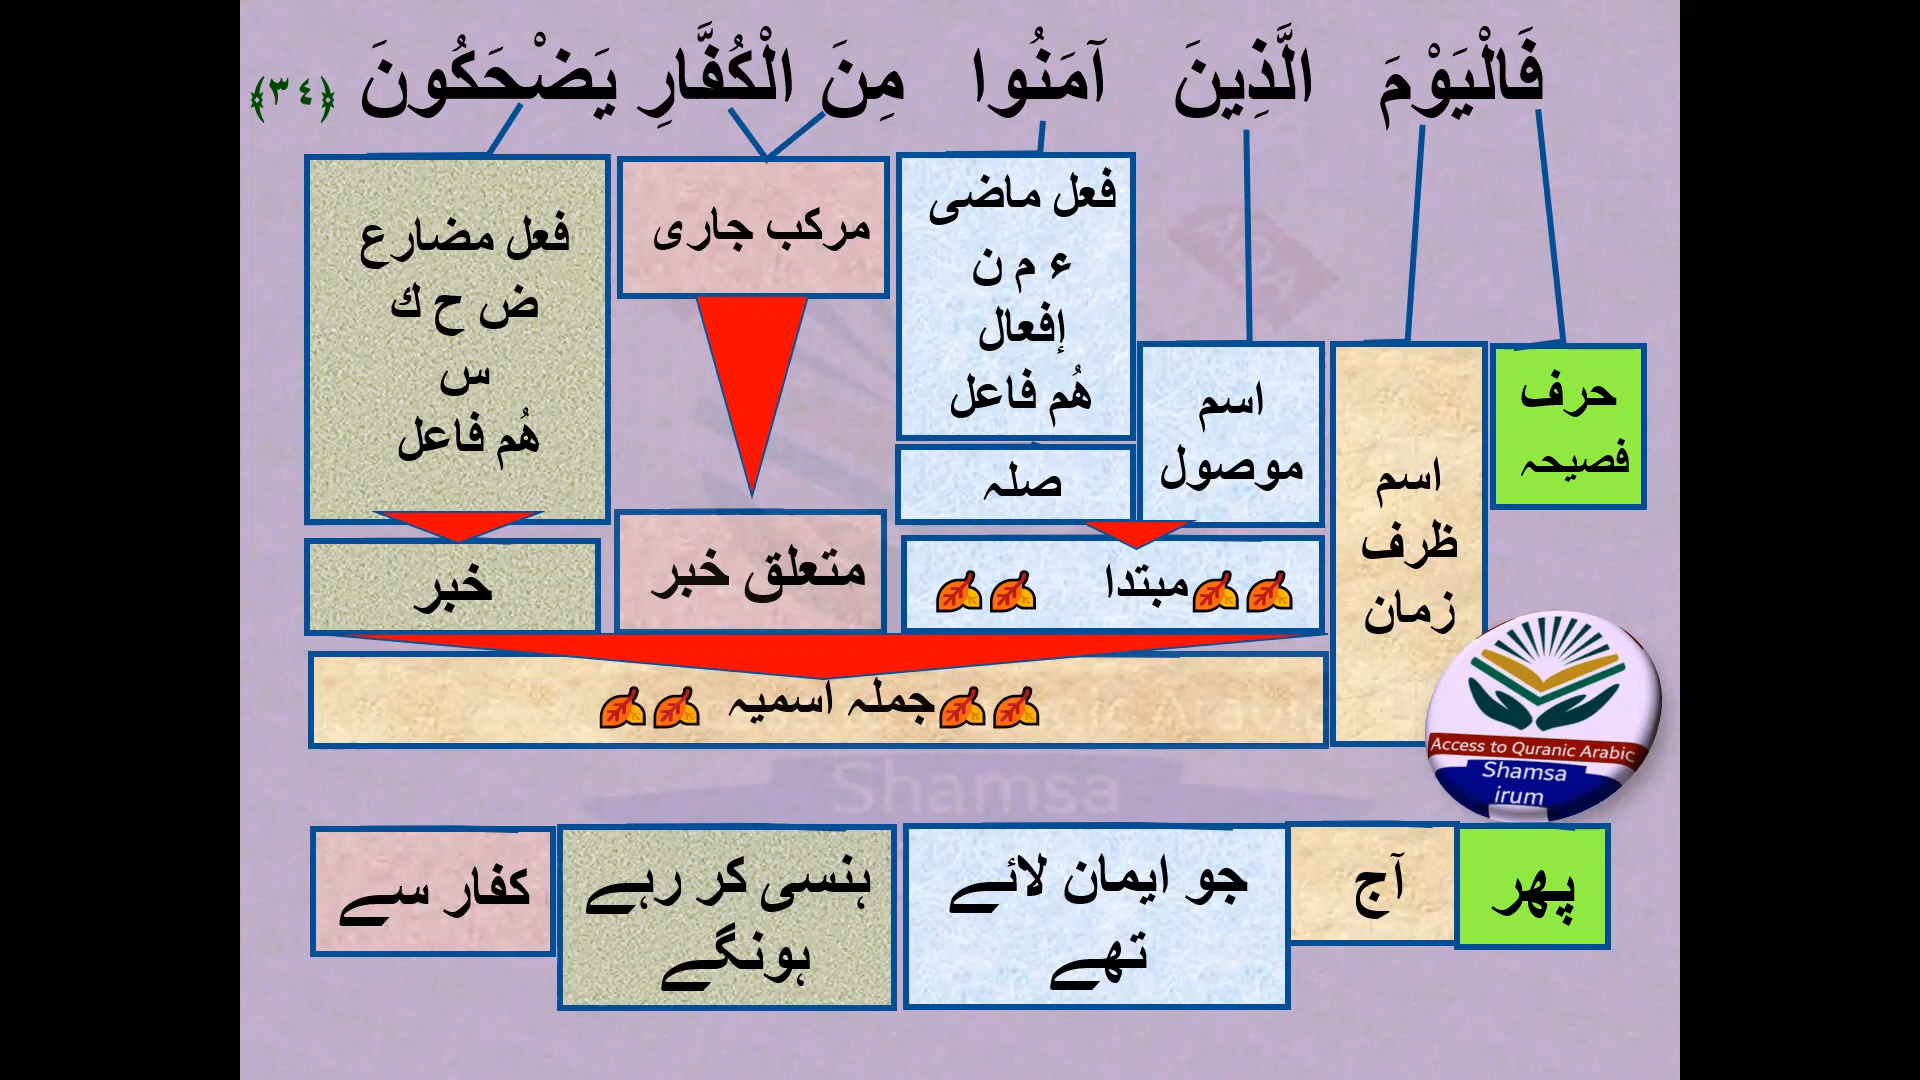 فَالْيَوْمَ الَّذِينَ آمَنُوا مِنَ الْكُفَّارِ يَضْحَكُونَ ﴿٣٤﴾
حرف
فصیحہ
اسم
ظرف
زمان
اسم
موصول
فعل ماضی
ء م ن
إفعال
هُم فاعل
صلہ
مرکب جاری
فعل مضارع
ض ح ك
س
هُم فاعل
🍂🍂مبتدا 🍂🍂
متعلق خبر
خبر
🍂🍂جملہ اسمیہ 🍂🍂
Access to Quranic Arabic
Shamsa
irum
AQA
Shamsa
پھر
آج
جو ایمان لائے
تھے
ہنسی کر رہے
ہونگے
کفار سے